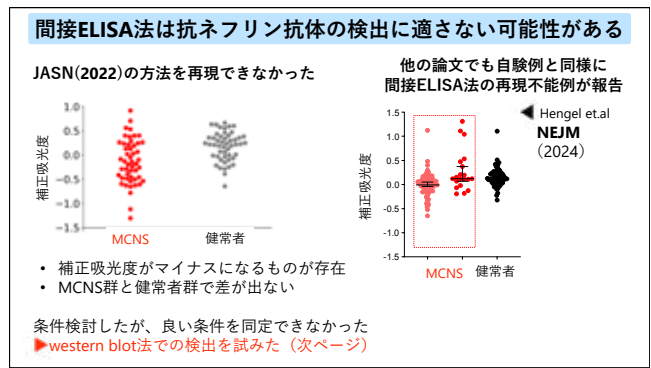 間接ELISA法は抗ネフリン抗体の検出に適さない可能性がある
JASN(2022)の方法を再現できなかった
補正吸光度
1.0
0.5
0.0
−0.5
−1.0
−1.5
MCNS
健常者
• 補正吸光度がマイナスになるものが存在
• MCNS群と健常者群で差が出ない
条件検討したが、良い条件を同定できなかった
▶western blot法での検出を試みた（次ページ）
他の論文でも自験例と同様に
間接ELISA法の再現不能例が報告
◀ Hengel et.al
NEJM
（2024）
補正吸光度
1.5
1.0
0.5
0.0
-0.5
-1.0
-1.5
MCNS
健常者